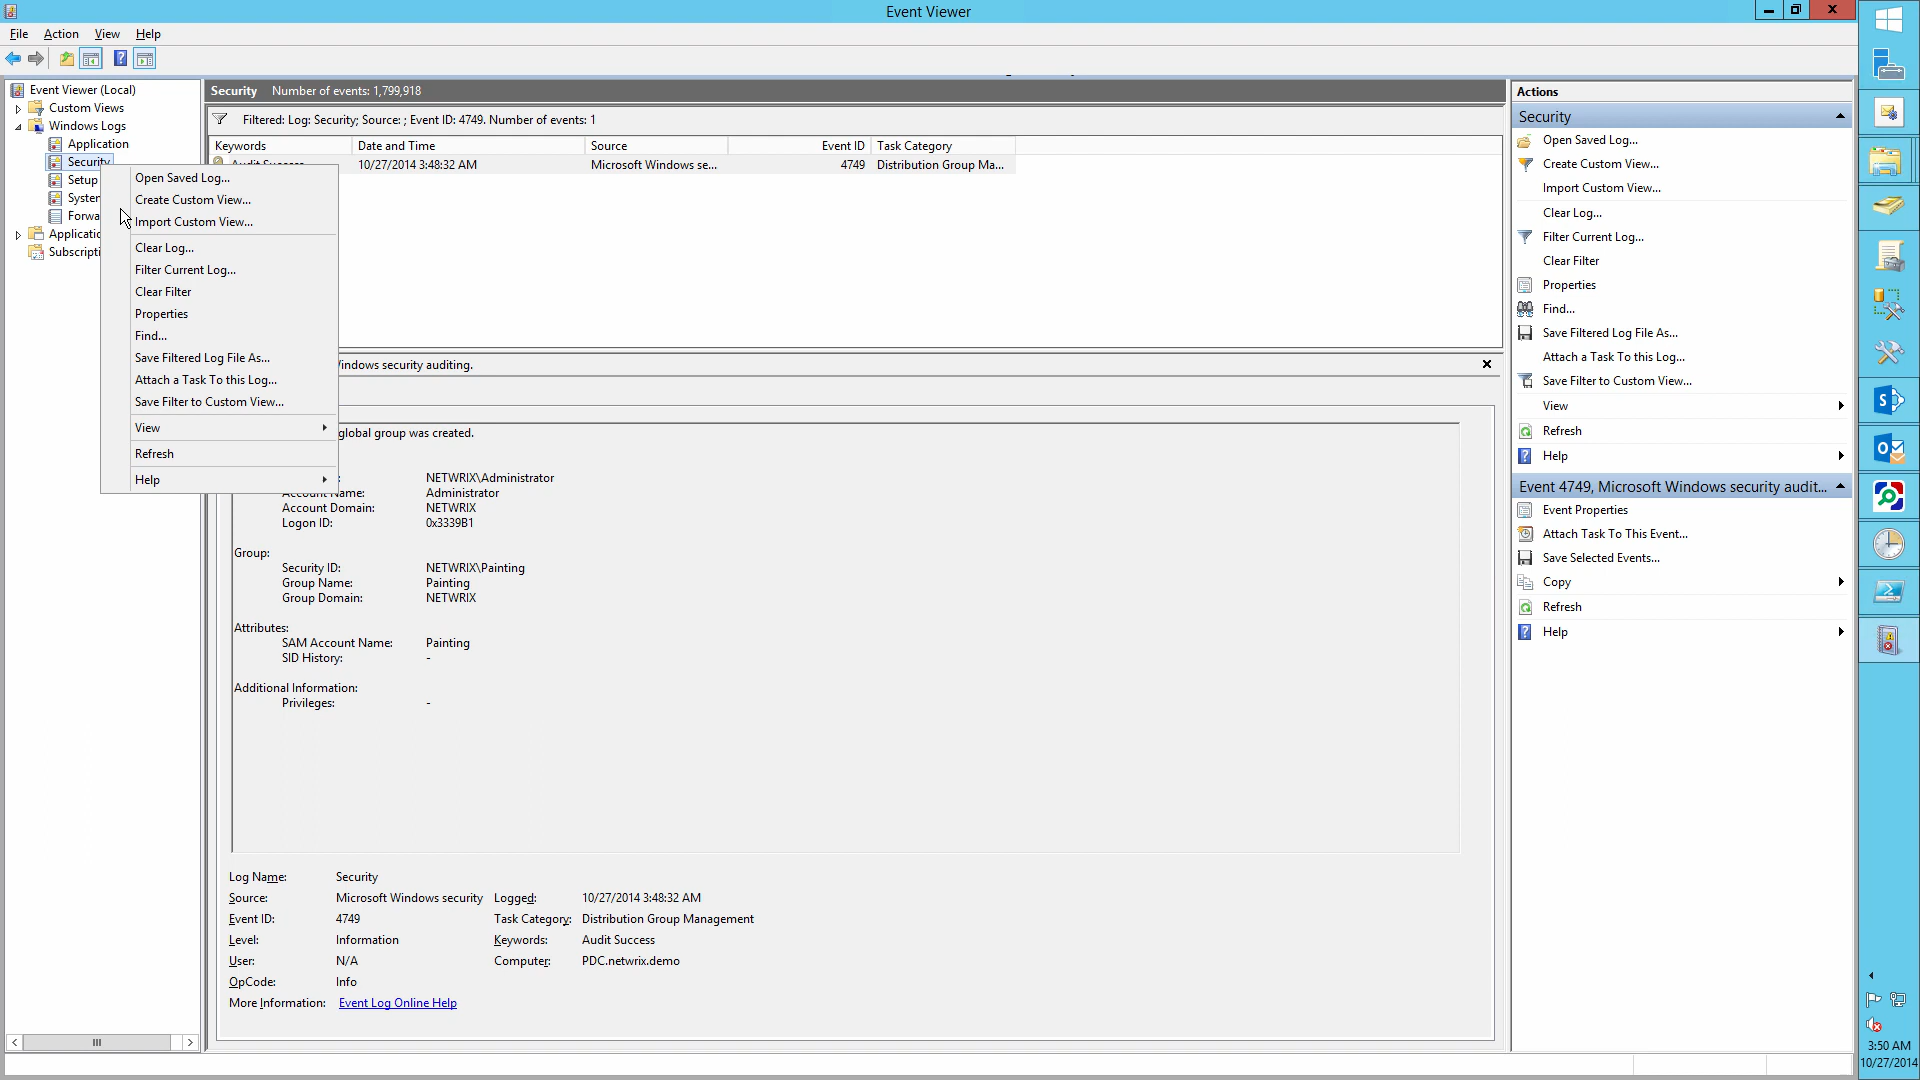 Event Viewer
File Action View Help
Event Viewer (Local)
Custom Views
Windows Logs
Application
Security
Setup
System
Forwa
Applicatio
Subscripti
Open Saved Log...
Create Custom View...
Import Custom View...
Clear Log...
Filter Current Log...
Clear Filter
Properties
Find...
Save Filtered Log File As...
Attach a Task To this Log...
Save Filter to Custom View...
View
Refresh
Help
Security Number of events: 1,799,918
Filtered: Log: Security; Source: ; Event ID: 4749. Number of events: 1
Keywords Date and Time Source Event ID Task Category
Audit Success 10/27/2014 3:48:32 AM Microsoft Windows se... 4749 Distribution Group Ma...
Windows security auditing.
global group was created.
NETWRIX\Administrator
Account Name: Administrator
Account Domain: NETWRIX
Logon ID: 0x3339B1
Group:
Security ID: NETWRIX\Painting
Group Name: Painting
Group Domain: NETWRIX
Attributes:
SAM Account Name: Painting
SID History: -
Additional Information:
Privileges: -
Log Name: Security
Source: Microsoft Windows security Logged: 10/27/2014 3:48:32 AM
Event ID: 4749 Task Category: Distribution Group Management
Level: Information Keywords: Audit Success
User: N/A Computer: PDC.netwrix.demo
OpCode: Info
More Information: Event Log Online Help
Actions
Security
Open Saved Log...
Create Custom View...
Import Custom View...
Clear Log...
Filter Current Log...
Clear Filter
Properties
Find...
Save Filtered Log File As...
Attach a Task To this Log...
Save Filter to Custom View...
View
Refresh
Help
Event 4749, Microsoft Windows security audit...
Event Properties
Attach Task To This Event...
Save Selected Events...
Copy
Refresh
Help
3:50 AM
10/27/2014